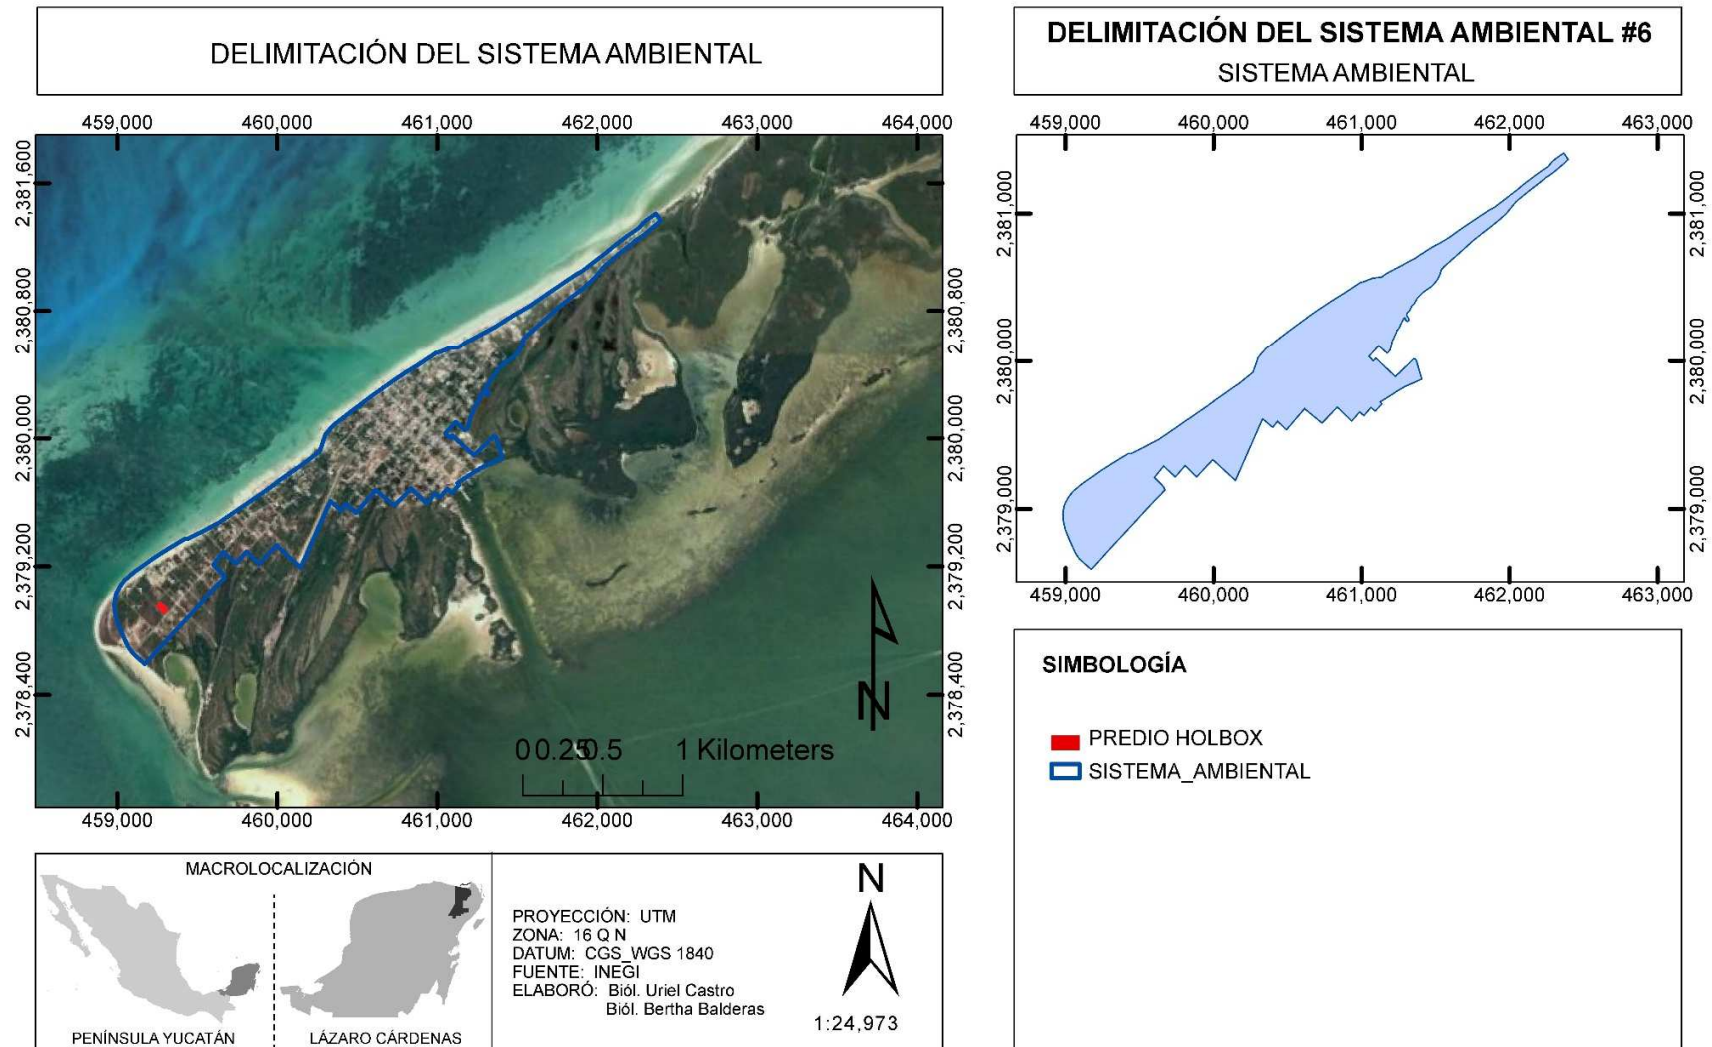 DELIMITACIÓN DEL SISTEMA AMBIENTAL
459,000 460,000 461,000 462,000 463,000 464,000
2,381,600
2,380,800 2,380,800
2,380,000 2,380,000
2,379,200 2,379,200
2,378,400 2,378,400
N
0 0.25 0.5 1 Kilometers
459,000 460,000 461,000 462,000 463,000 464,000
DELIMITACIÓN DEL SISTEMA AMBIENTAL #6
SISTEMA AMBIENTAL
459,000 460,000 461,000 462,000 463,000
2,381,000 2,381,000
2,380,000 2,380,000
2,379,000 2,379,000
459,000 460,000 461,000 462,000 463,000
SIMBOLOGÍA
PREDIO HOLBOX
SISTEMA_AMBIENTAL
MACROLOCALIZACIÓN
PENÍNSULA YUCATÁN
LÁZARO CÁRDENAS
PROYECCIÓN: UTM
ZONA: 16 Q N
DATUM: CGS_WGS 1840
FUENTE: INEGI
ELABORÓ: Biól. Uriel Castro
Biól. Bertha Balderas
N
1:24,973